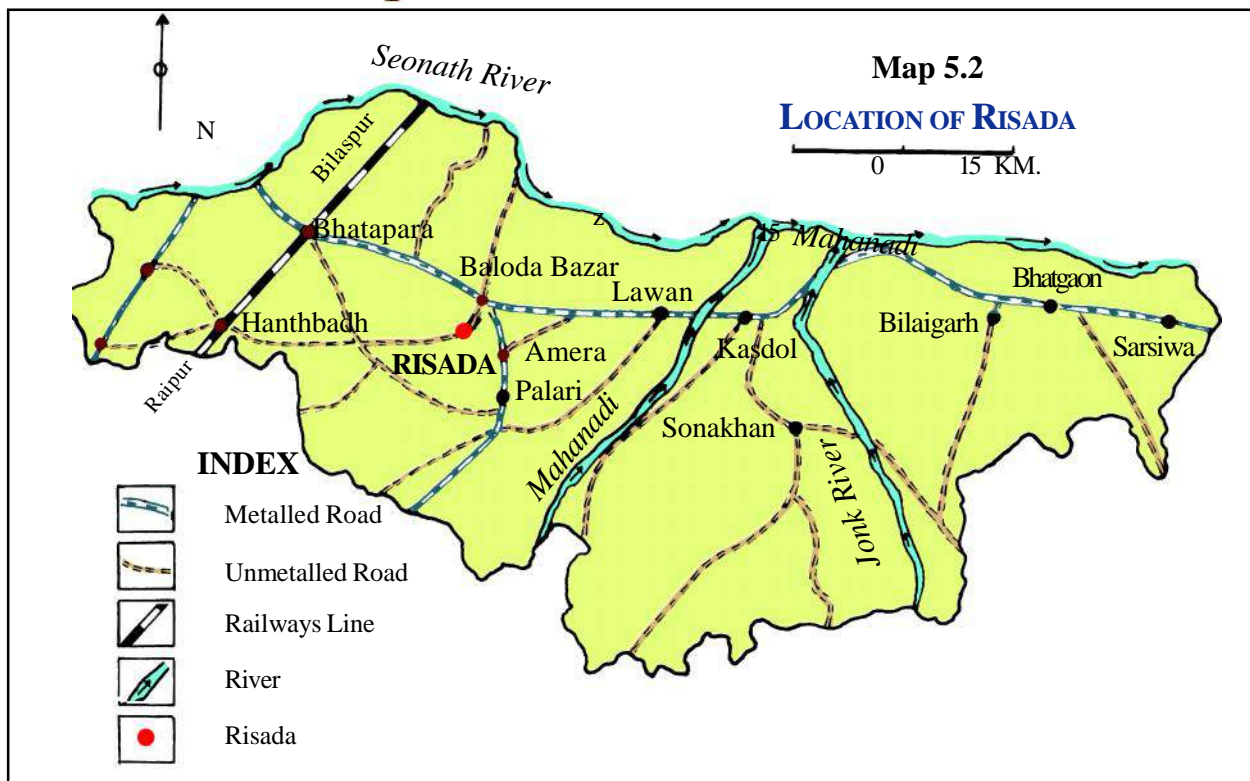 Seonath River
Map 5.2
LOCATION OF RISADA
0 15 KM.
N
Bilaspur
Bhatapara
z
15
Mahanadi
Baloda Bazar
Lawan
Bhatgaon
Hanthbadh
Bilaigarh
RISADA
Amera
Kasdol
Sarsiwa
Raipur
Palari
Mahanadi
Sonakhan
Jonk River
INDEX
Metalled Road
Unmetalled Road
Railways Line
River
Risada